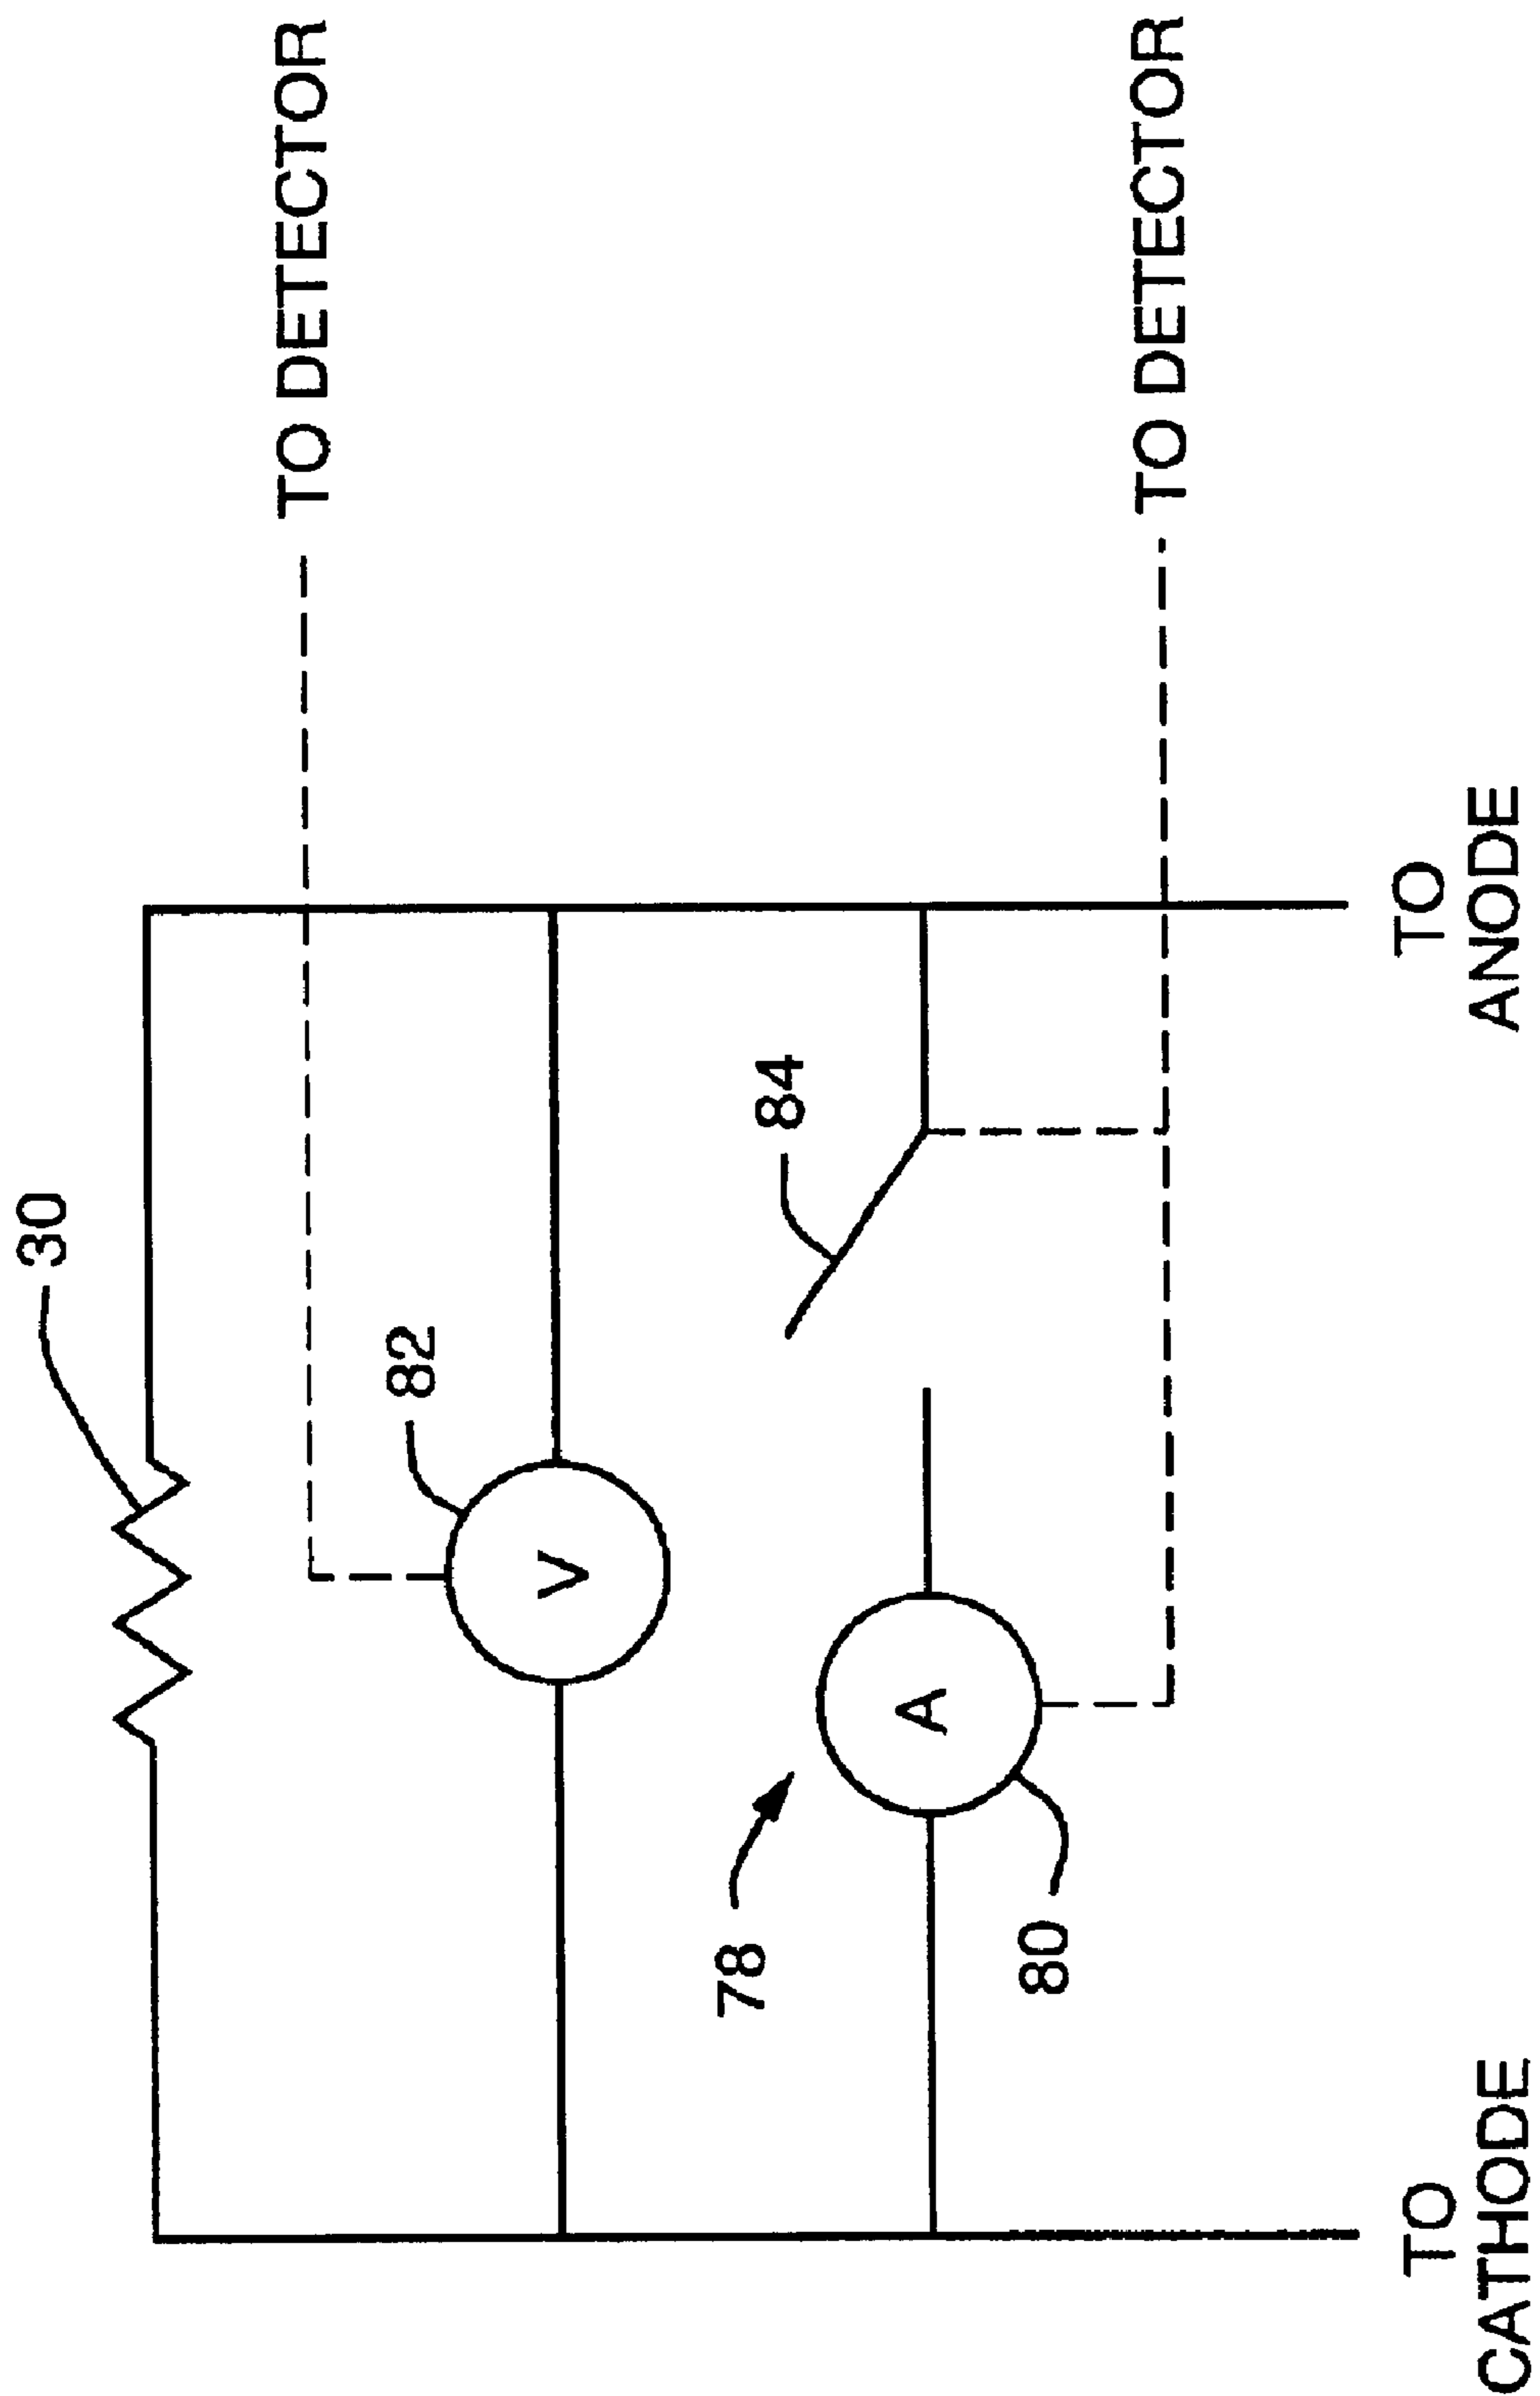 30
TO DETECTOR
82
V
84
78
A
80
TO DETECTOR
TO
CATHODE
TO
ANODE